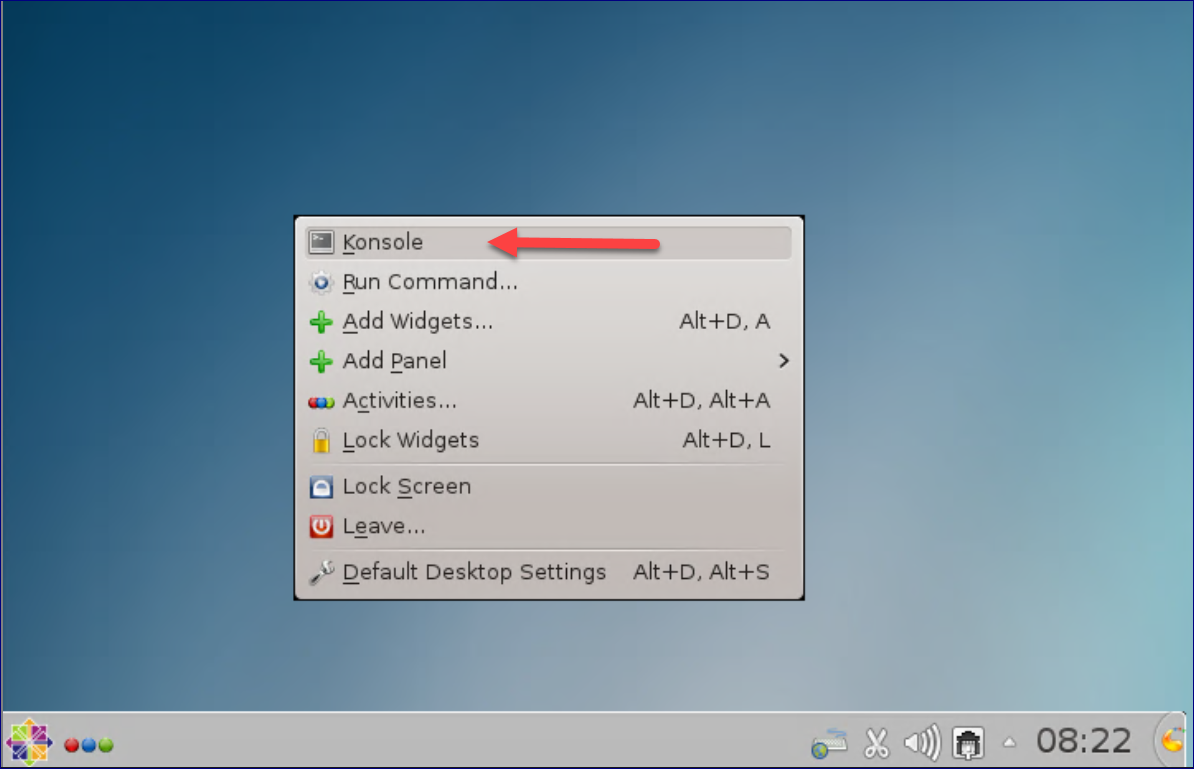 Konsole
Run Command...
Add Widgets... Alt+D, A
Add Panel
Activities... Alt+D, Alt+A
Lock Widgets Alt+D, L
Lock Screen
Leave...
Default Desktop Settings Alt+D, Alt+S
08:22